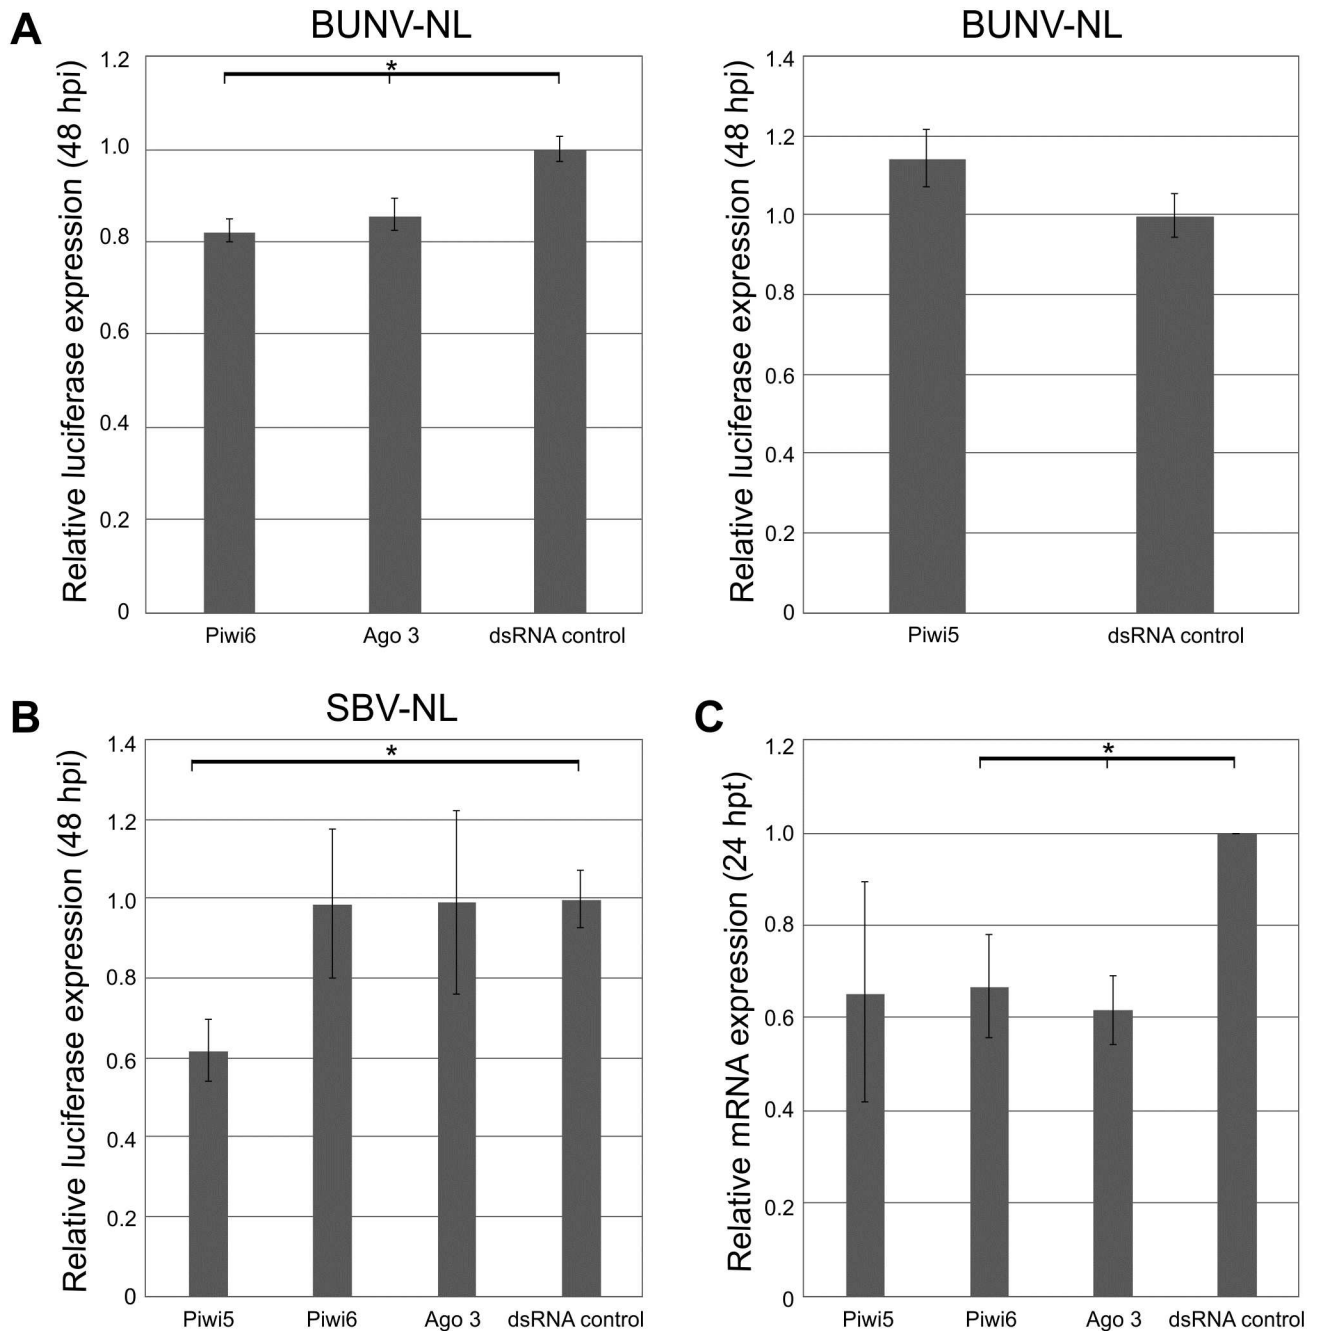 A
BUNV-NL
Relative luciferase expression (48 hpi)
1.2
1.0
0.8
0.6
0.4
0.2
0
*
Piwi6 Ago 3 dsRNA control
BUNV-NL
Relative luciferase expression (48 hpi)
1.4
1.2
1.0
0.8
0.6
0.4
0.2
0
Piwi5 dsRNA control
B
SBV-NL
Relative luciferase expression (48 hpi)
1.4
1.2
1.0
0.8
0.6
0.4
0.2
0
*
Piwi5 Piwi6 Ago 3 dsRNA control
C
Relative mRNA expression (24 hpt)
1.2
1.0
0.8
0.6
0.4
0.2
0
*
Piwi5 Piwi6 Ago 3 dsRNA control